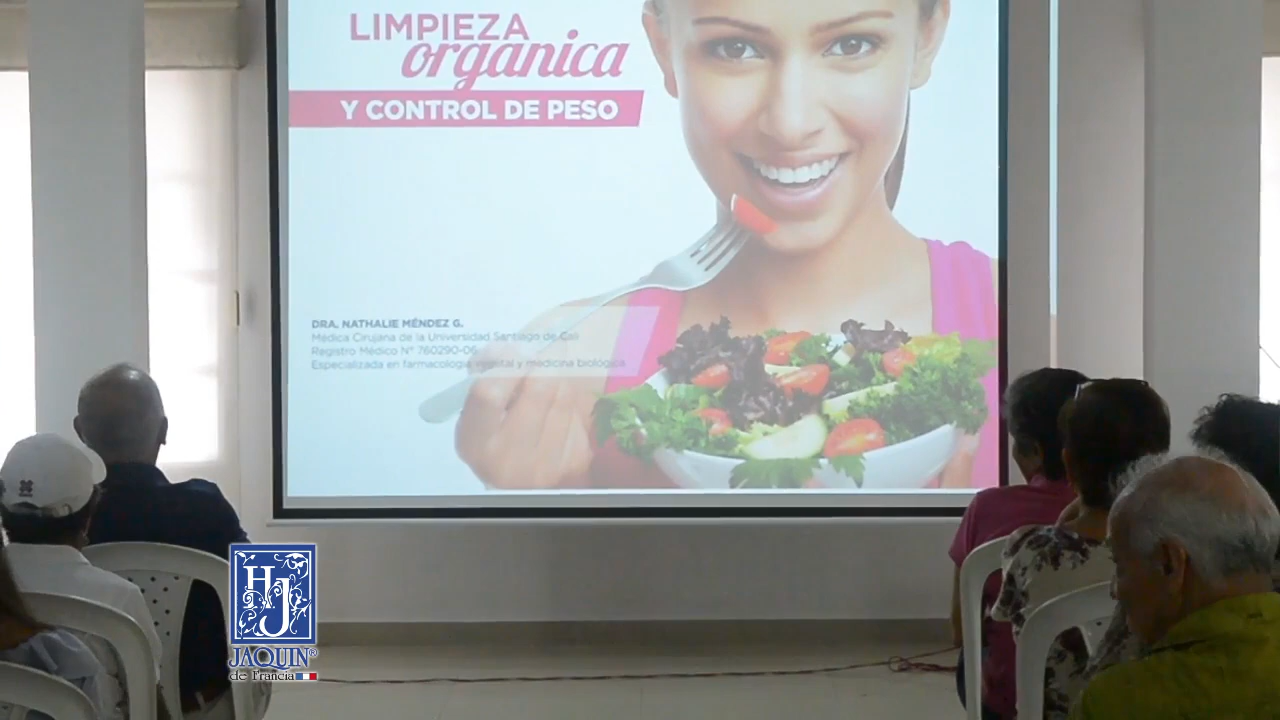 LIMPIEZA
orgánica
Y CONTROL DE PESO
DRA. NATHALIE MÉNDEZ G.
Médica Cirujana de la Universidad Santiago de Cali
Registro Médico N° 760290-06
Especializada en farmacología vegetal y medicina biológica
HJ
JAQUIN®
de Francia